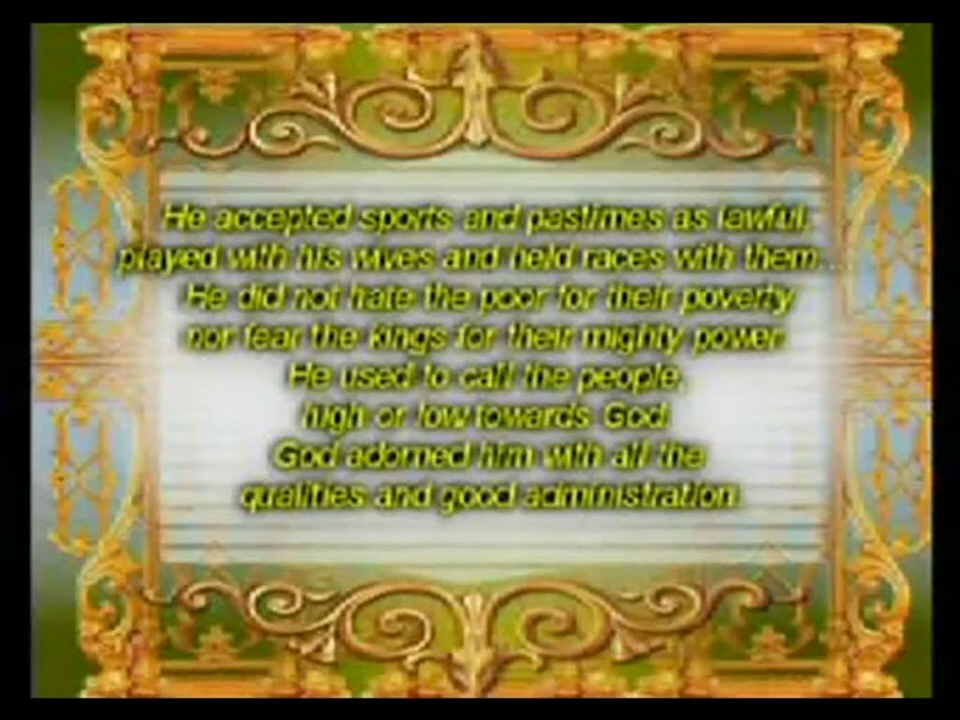 He accepted sports and pastimes as lawful,
played with his wives and held races with them....
He did not hate the poor for their poverty
nor fear the kings for their mighty power.
He used to call the people,
high or low towards God.
God adorned him with all the
qualities and good administration.